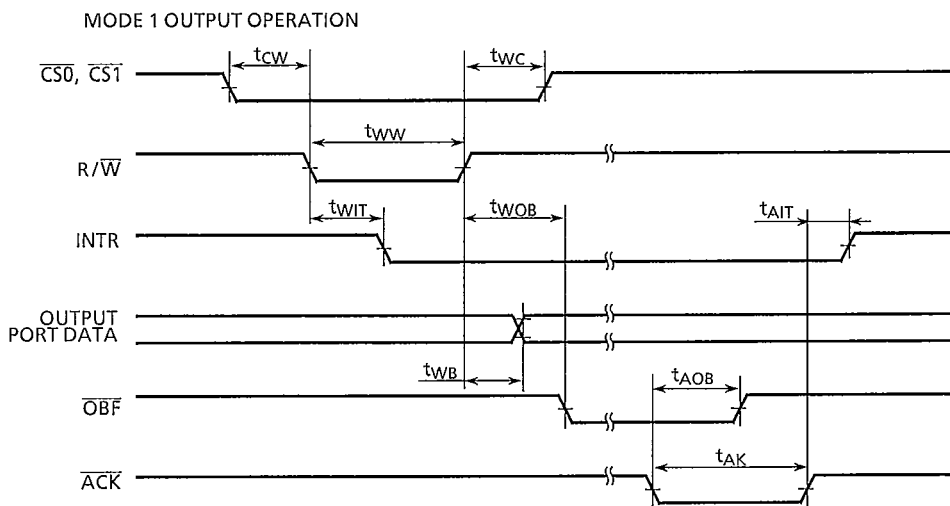 MODE 1 OUTPUT OPERATION
tCW
tWC
CS0, CS1
tWW
R/W
tWIT
tWOB
tAIT
INTR
OUTPUT
PORT DATA
tWB
tAOB
OBF
tAK
ACK